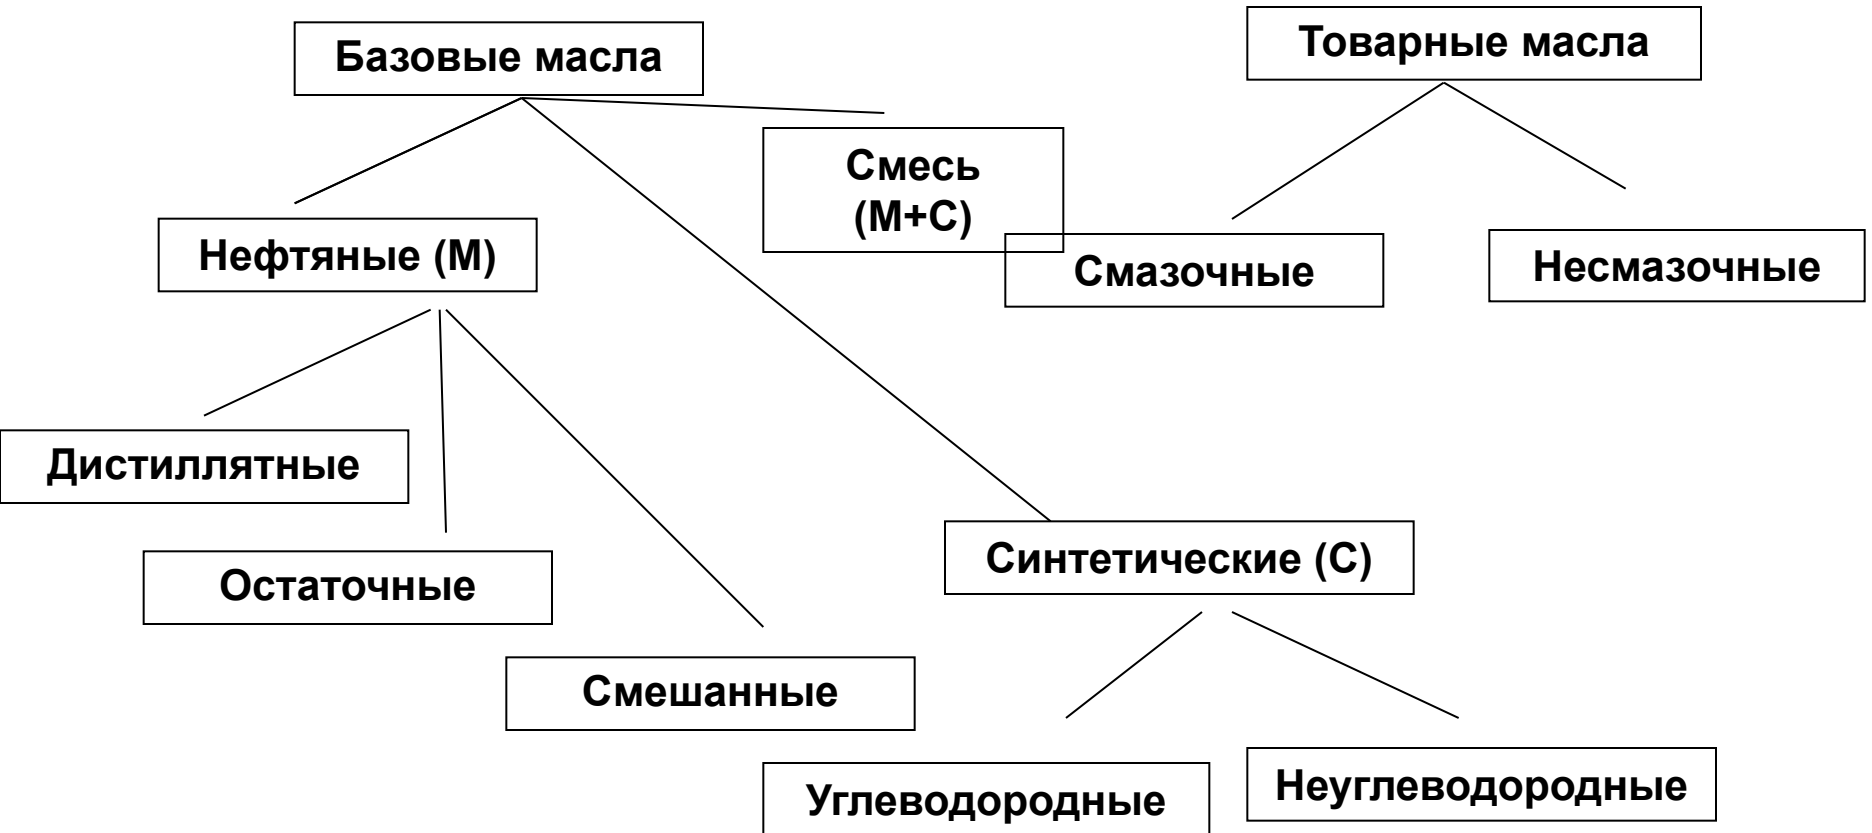 Базовые масла
Товарные масла
Смесь
(М+С)
Нефтяные (М)
Смазочные
Несмазочные
Дистиллятные
Остаточные
Синтетические (С)
Смешанные
Углеводородные
Неуглеводородные